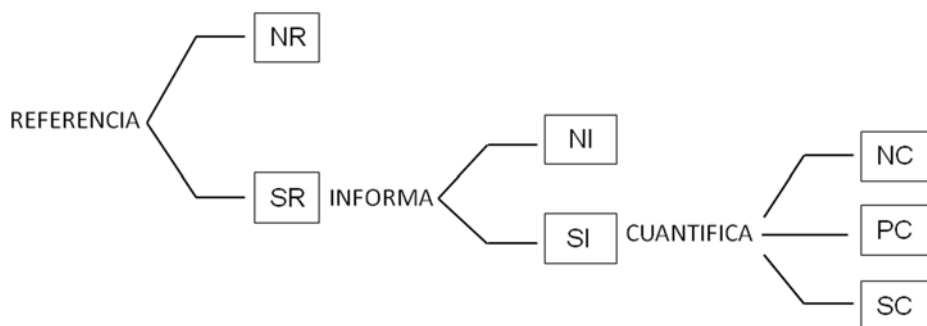 NR
REFERENCIA
SR
INFORMA
NI
SI
CUANTIFICA
NC
PC
SC